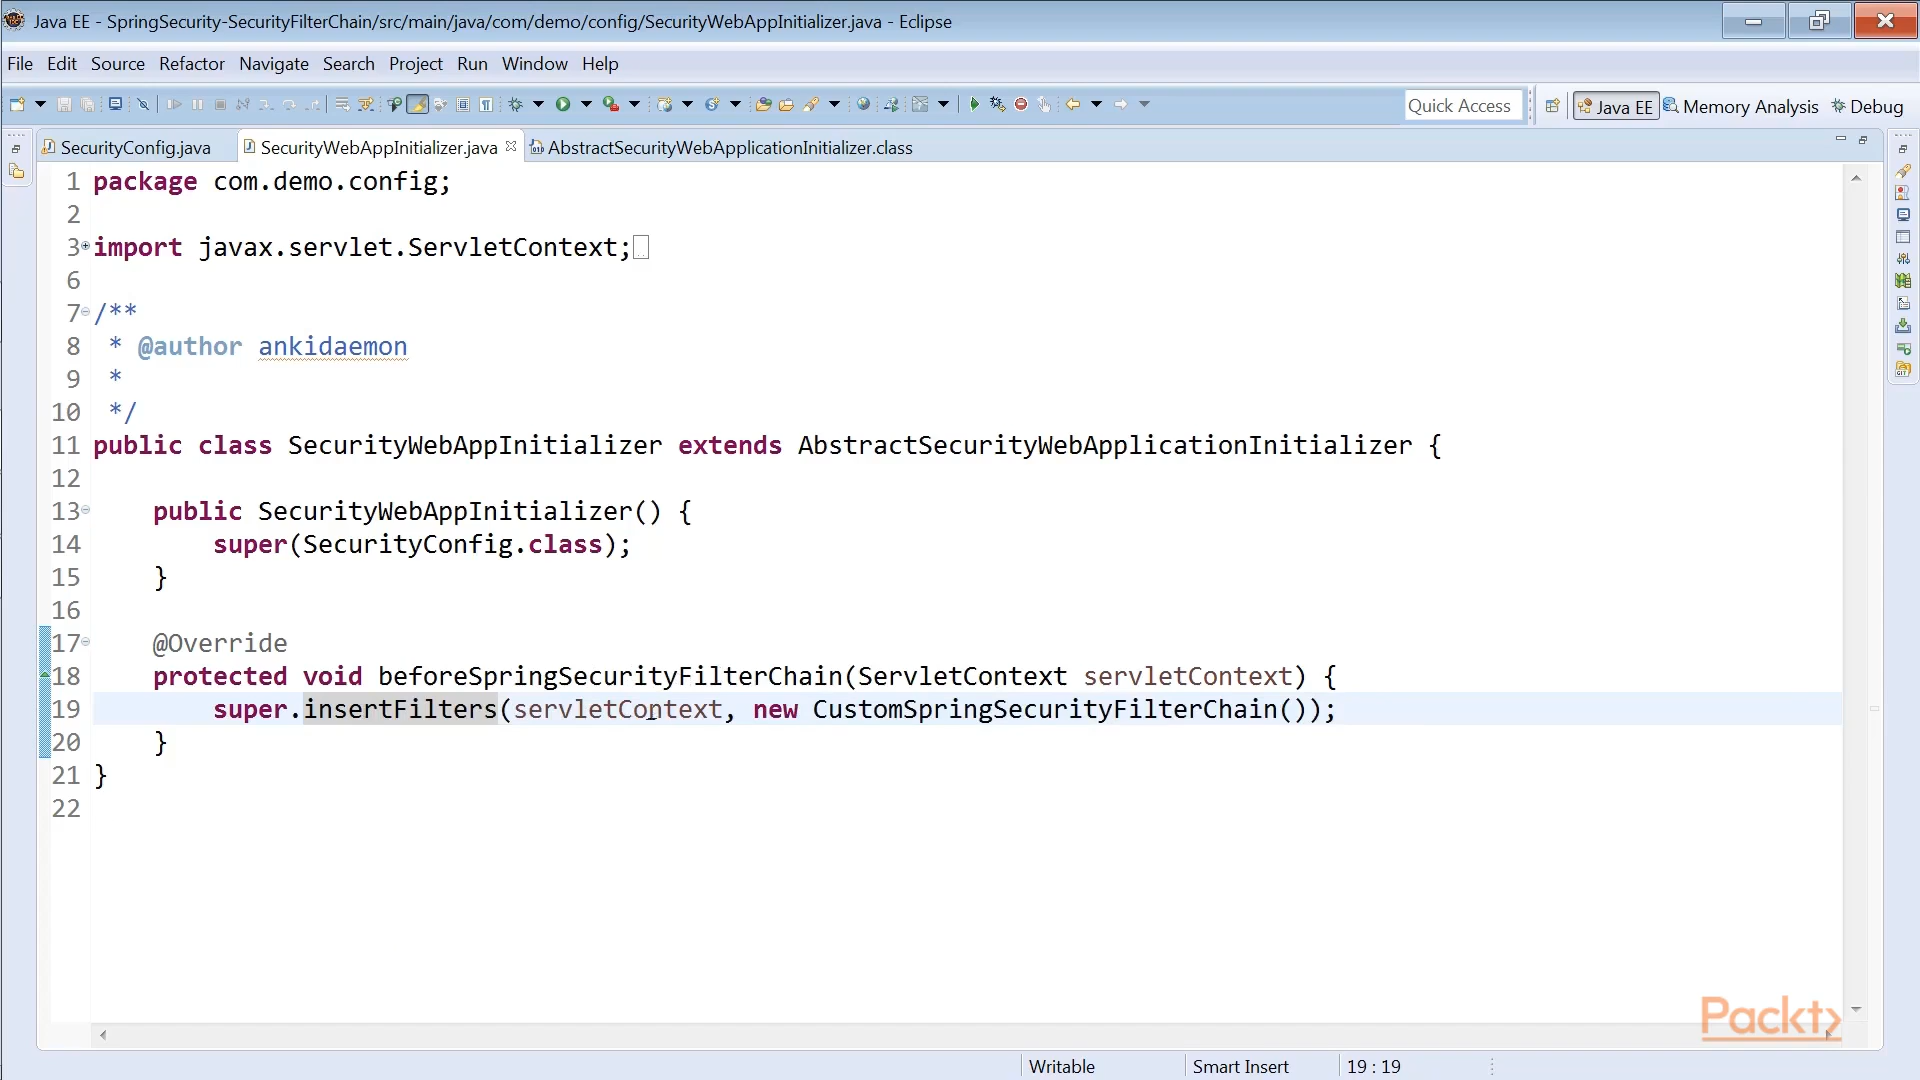 Java EE - SpringSecurity-SecurityFilterChain/src/main/java/com/demo/config/SecurityWebAppInitializer.java - Eclipse
File Edit Source Refactor Navigate Search Project Run Window Help
Quick Access Java EE Memory Analysis Debug
SecurityConfig.java SecurityWebAppInitializer.java AbstractSecurityWebApplicationInitializer.class
1 package com.demo.config;
2
3 import javax.servlet.ServletContext;
6
7 /**
8 * @author ankidaemon
9 *
10 */
11 public class SecurityWebAppInitializer extends AbstractSecurityWebApplicationInitializer {
12
13 public SecurityWebAppInitializer() {
14 super(SecurityConfig.class);
15 }
16
17 @Override
18 protected void beforeSpringSecurityFilterChain(ServletContext servletContext) {
19 super.insertFilters(servletContext, new CustomSpringSecurityFilterChain());
20 }
21 }
22
Packt
Writable Smart Insert 19 : 19